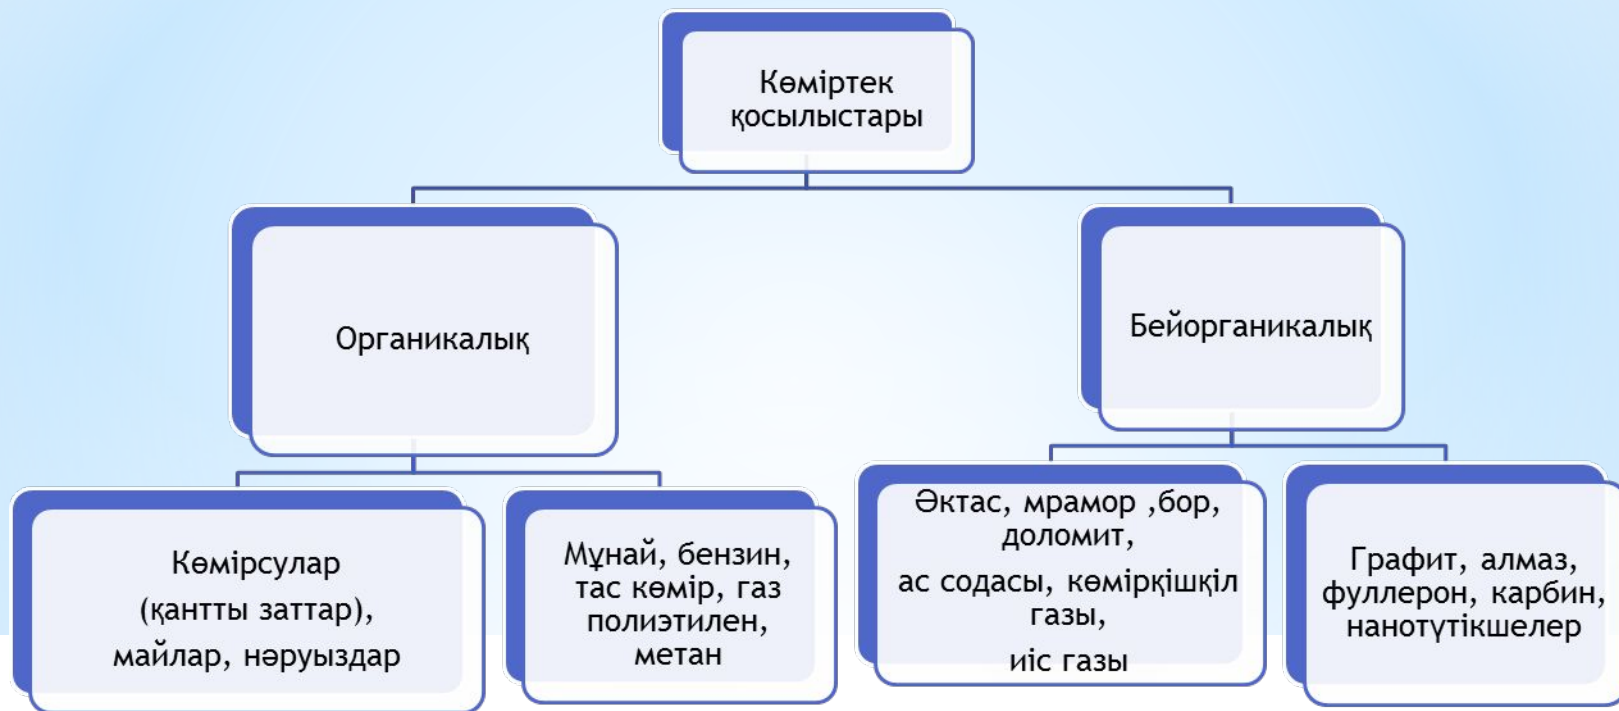 Көміртек
қосылыстары
Органикалық
Бейорганикалық
Көмірсулар
(қантты заттар),
майлар, нәруыздар
Мұнай, бензин,
тас көмір, газ
полиэтилен,
метан
Әктас, мрамор ,бор,
доломит,
ас содасы, көмірқішқіл
газы,
иіс газы
Графит, алмаз,
фуллерон, карбин,
нанотүтікшелер